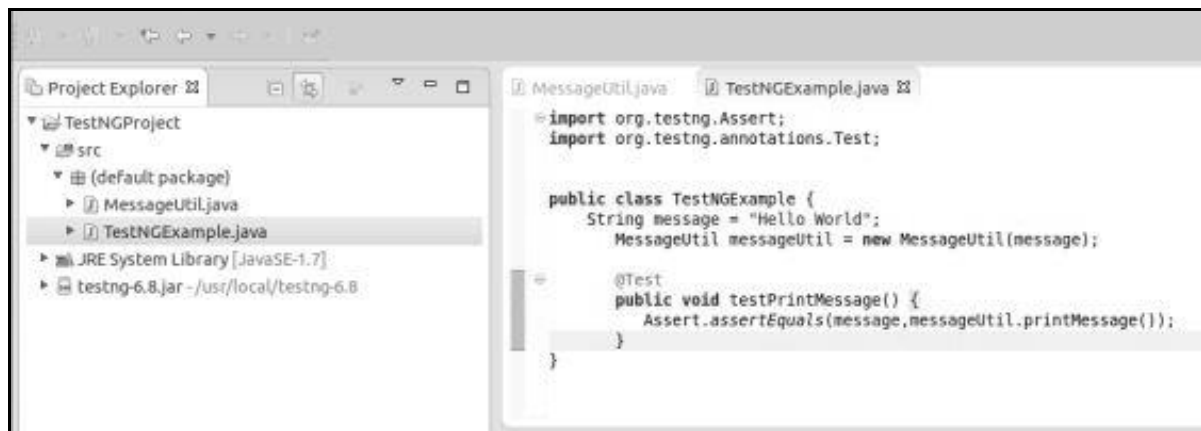 Project Explorer
TestNGProject
src
(default package)
MessageUtil.java
TestNGExample.java
JRE System Library [JavaSE-1.7]
testng-6.8.jar - /usr/local/testng-6.8
MessageUtil.java
TestNGExample.java
import org.testng.Assert;
import org.testng.annotations.Test;
public class TestNGExample {
String message = "Hello World";
MessageUtil messageUtil = new MessageUtil(message);
@Test
public void testPrintMessage() {
Assert.assertEquals(message,messageUtil.printMessage());
}
}